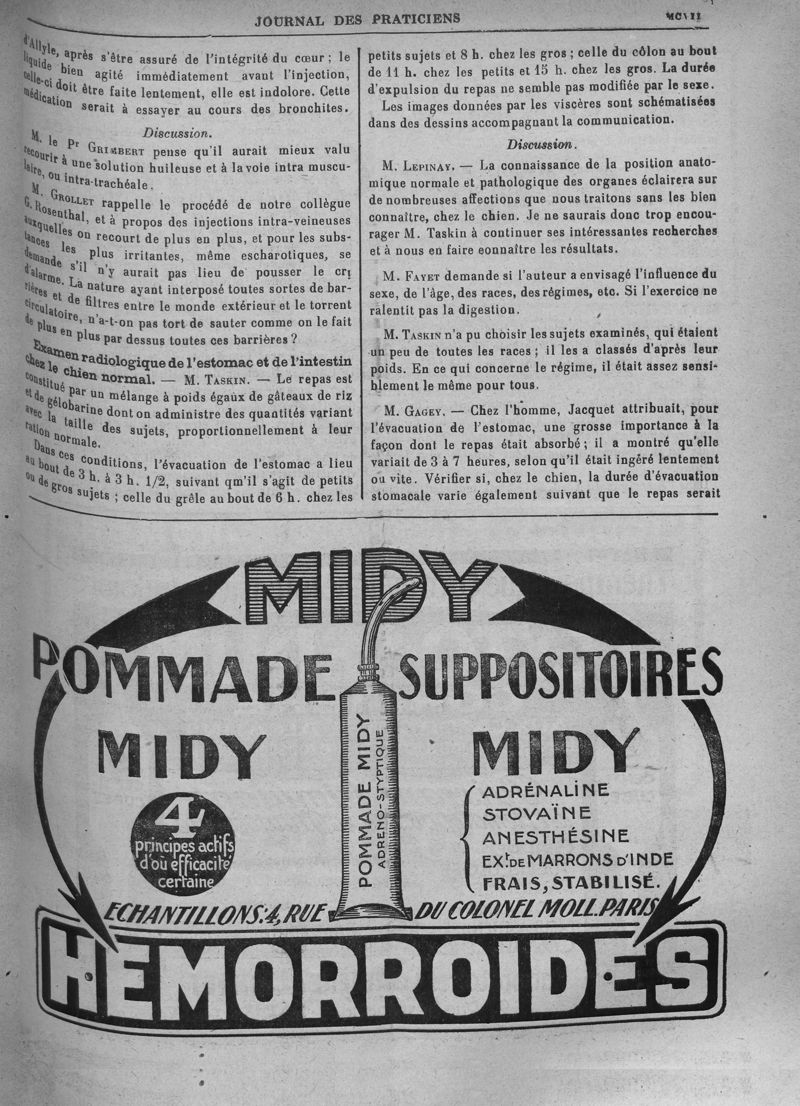 JOURNAL DES PRATICIENS
MCVII
d'Allyle, après s'être assuré de l'intégrité du cœur ; le
liquide bien agité immédiatement avant l'injection,
celle-ci doit être faite lentement, elle est indolore. Cette
médication serait à essayer au cours des bronchites.
Discussion.
M. le Pr GRIMBERT pense qu'il aurait mieux valu
recourir à une solution huileuse et à la voie intra muscu-
laire, ou intra-trachéale.
M. GROLLET rappelle le procédé de notre collègue
G. Rosenthal, et à propos des injections intra-veineuses
auxquelles on recourt de plus en plus, et pour les subs-
tances les plus irritantes, même escharotiques, se
demande s'il n'y aurait pas lieu de pousser le cri
d'alarme. La nature ayant interposé toutes sortes de bar-
rières et de filtres entre le monde extérieur et le torrent
circulatoire, n'a-t-on pas tort de sauter comme on le fait
de plus en plus par dessus toutes ces barrières ?
Examen radiologique de l'estomac et de l'intestin
chez le chien normal. — M. TASKIN. — Le repas est
constitué par un mélange à poids égaux de gâteaux de riz
et de gélobarine dont on administre des quantités variant
avec la taille des sujets, proportionnellement à leur
ration normale.
Dans ces conditions, l'évacuation de l'estomac a lieu
au bout de 3 h. à 3 h. 1/2, suivant qm'il s'agit de petits
ou de gros sujets ; celle du grêle au bout de 6 h. chez les
petits sujets et 8 h. chez les gros ; celle du côlon au bout
de 11 h. chez les petits et 15 h. chez les gros. La durée
d'expulsion du repas ne semble pas modifiée par le sexe.
Les images données par les viscères sont schématisées
dans des dessins accompagnant la communication.
Discussion.
M. LEPINAY. — La connaissance de la position anato-
mique normale et pathologique des organes éclairera sur
de nombreuses affections que nous traitons sans les bien
connaître, chez le chien. Je ne saurais donc trop encou-
rager M. Taskin à continuer ses intéressantes recherches
et à nous en faire eonnaître les résultats.
M. FAYET demande si l'auteur a envisagé l'influence du
sexe, de l'âge, des races, des régimes, etc. Si l'exercice ne
ralentit pas la digestion.
M. TASKIN n'a pu choisir les sujets examinés, qui étaient
un peu de toutes les races ; il les a classés d'après leur
poids. En ce qui concerne le régime, il était assez sensi-
blement le même pour tous.
M. GAGEY. — Chez l'homme, Jacquet attribuait, pour
l'évacuation de l'estomac, une grosse importance à la
façon dont le repas était absorbé ; il a montré qu'elle
variait de 3 à 7 heures, selon qu'il était ingéré lentement
ou vite. Vérifier si, chez le chien, la durée d'évacuation
stomacale varie également suivant que le repas serait
MIDY
POMMADE SUPPOSITOIRES
MIDY MIDY
POMMADE MIDY
ADRENO-STYPTIQUE
4
principes actifs
d'où efficacité
certaine
ADRÉNALINE
STOVAÏNE
ANESTHÉSINE
EXt. DE MARRONS D'INDE
FRAIS, STABILISÉ.
ECHANTILLONS: 4, RUE DU COLONEL MOLL. PARIS
HEMORROIDES